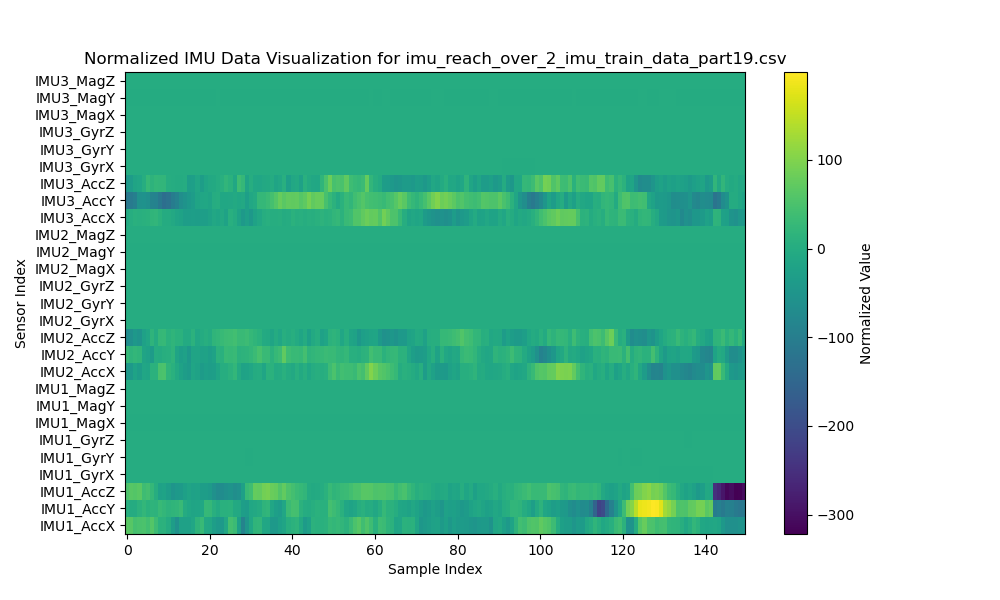 Normalized IMU Data Visualization for imu_reach_over_2_imu_train_data_part19.csv
IMU3_MagZ
IMU3_MagY
IMU3_MagX
IMU3_GyrZ
IMU3_GyrY
IMU3_GyrX
IMU3_AccZ
IMU3_AccY
IMU3_AccX
IMU2_MagZ
IMU2_MagY
IMU2_MagX
IMU2_GyrZ
IMU2_GyrY
IMU2_GyrX
IMU2_AccZ
IMU2_AccY
IMU2_AccX
IMU1_MagZ
IMU1_MagY
IMU1_MagX
IMU1_GyrZ
IMU1_GyrY
IMU1_GyrX
IMU1_AccZ
IMU1_AccY
IMU1_AccX
Sensor Index
0 20 40 60 80 100 120 140
Sample Index
100
0
−100
−200
−300
Normalized Value